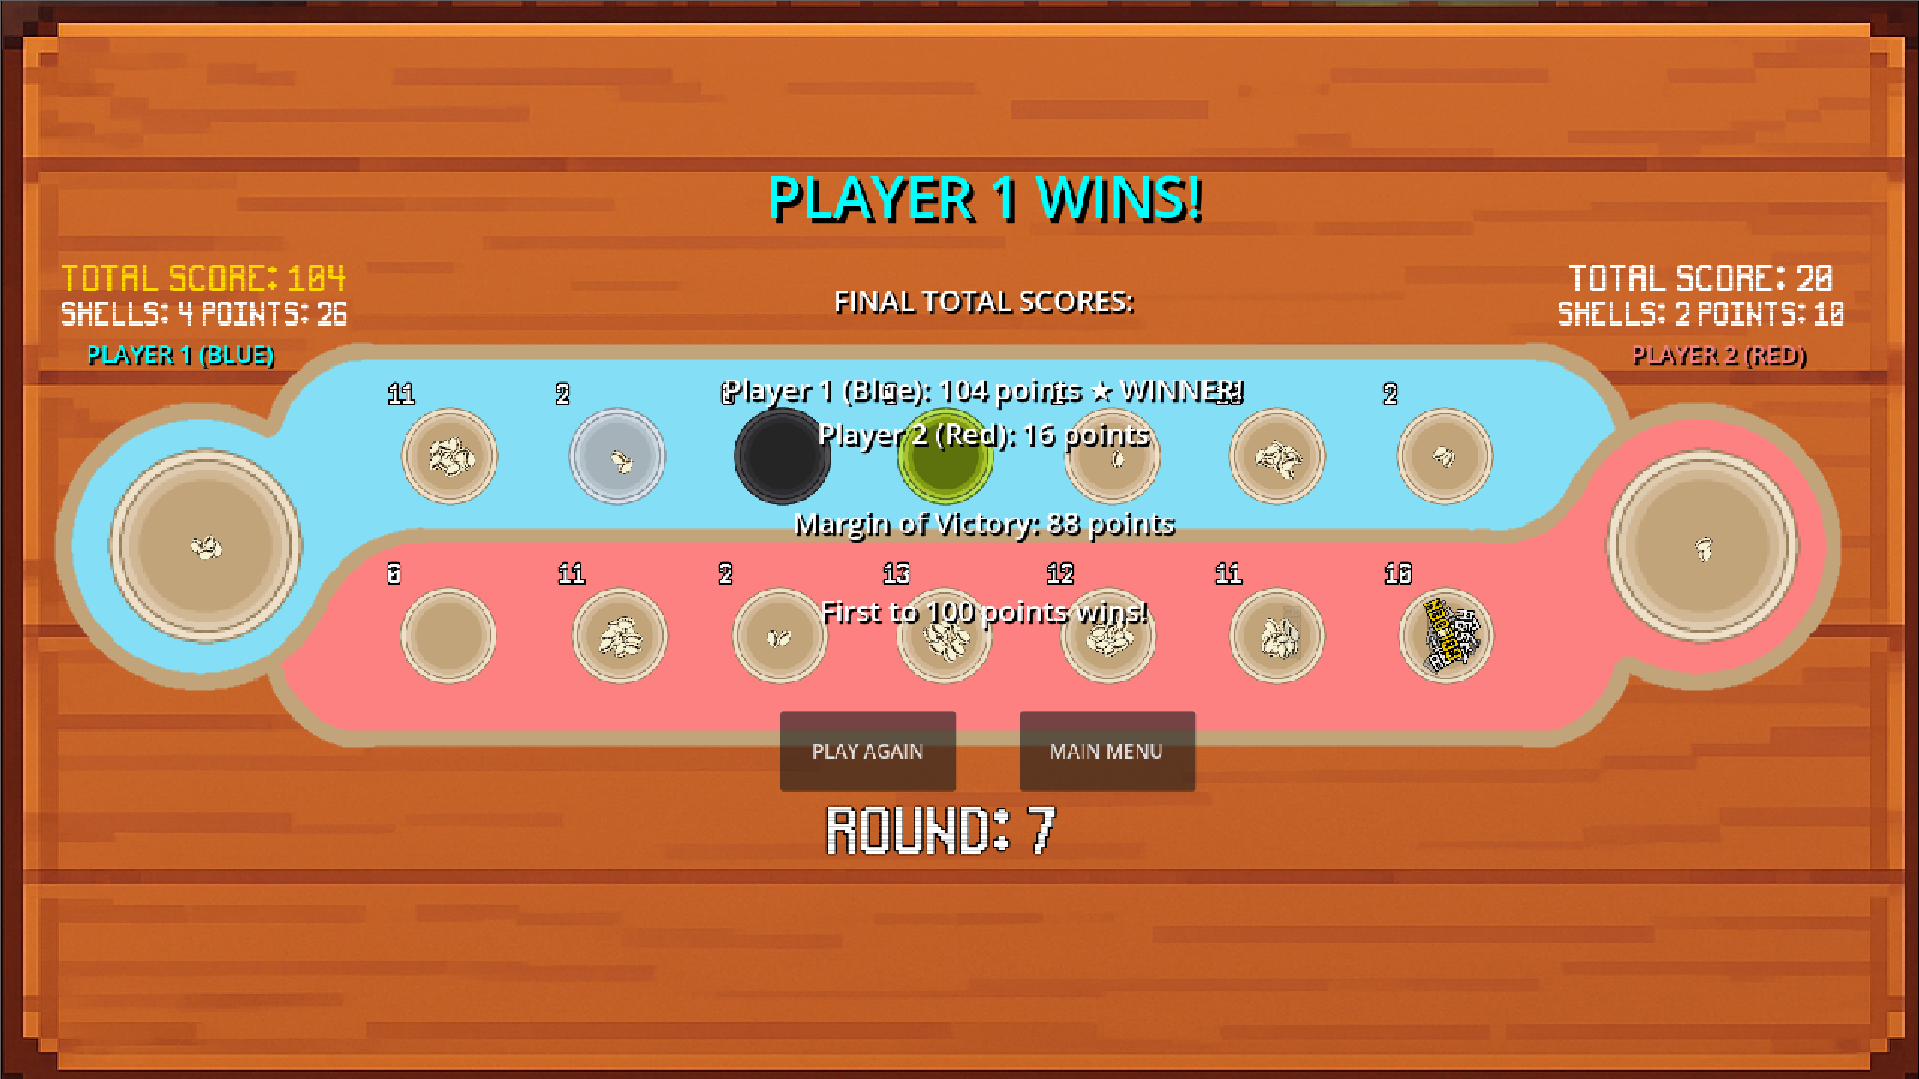 PLAYER 1 WINS!
TOTAL SCORE: 104
SHELLS: 4 POINTS: 26
PLAYER 1 (BLUE)
FINAL TOTAL SCORES:
TOTAL SCORE: 20
SHELLS: 2 POINTS: 10
PLAYER 2 (RED)
11 2 2
Player 1 (Blue): 104 points ★ WINNER!
Player 2 (Red): 16 points
Margin of Victory: 88 points
0 11 2 13 12 11 10
First to 100 points wins!
PLAY AGAIN
MAIN MENU
ROUND: 7